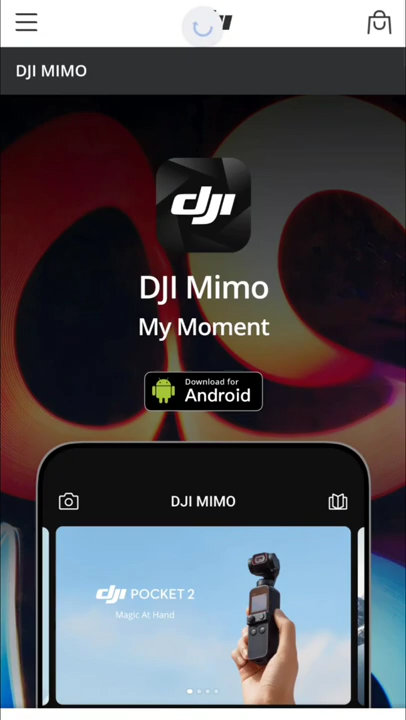 DJI MIMO
dji
DJI Mimo
My Moment
Download for
Android
DJI MIMO
dji POCKET 2
Magic At Hand